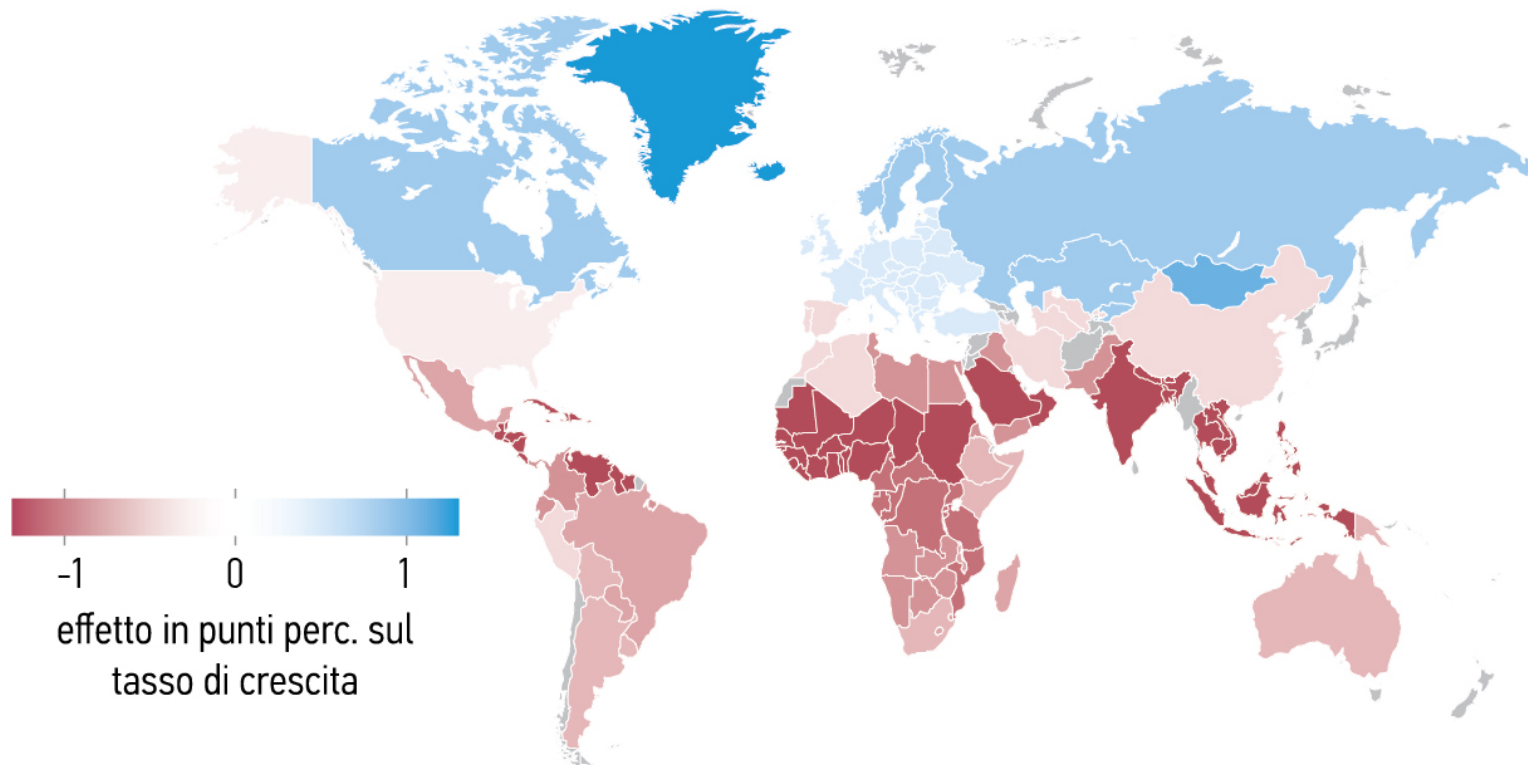 -1 0 1
effetto in punti perc. sul
tasso di crescita